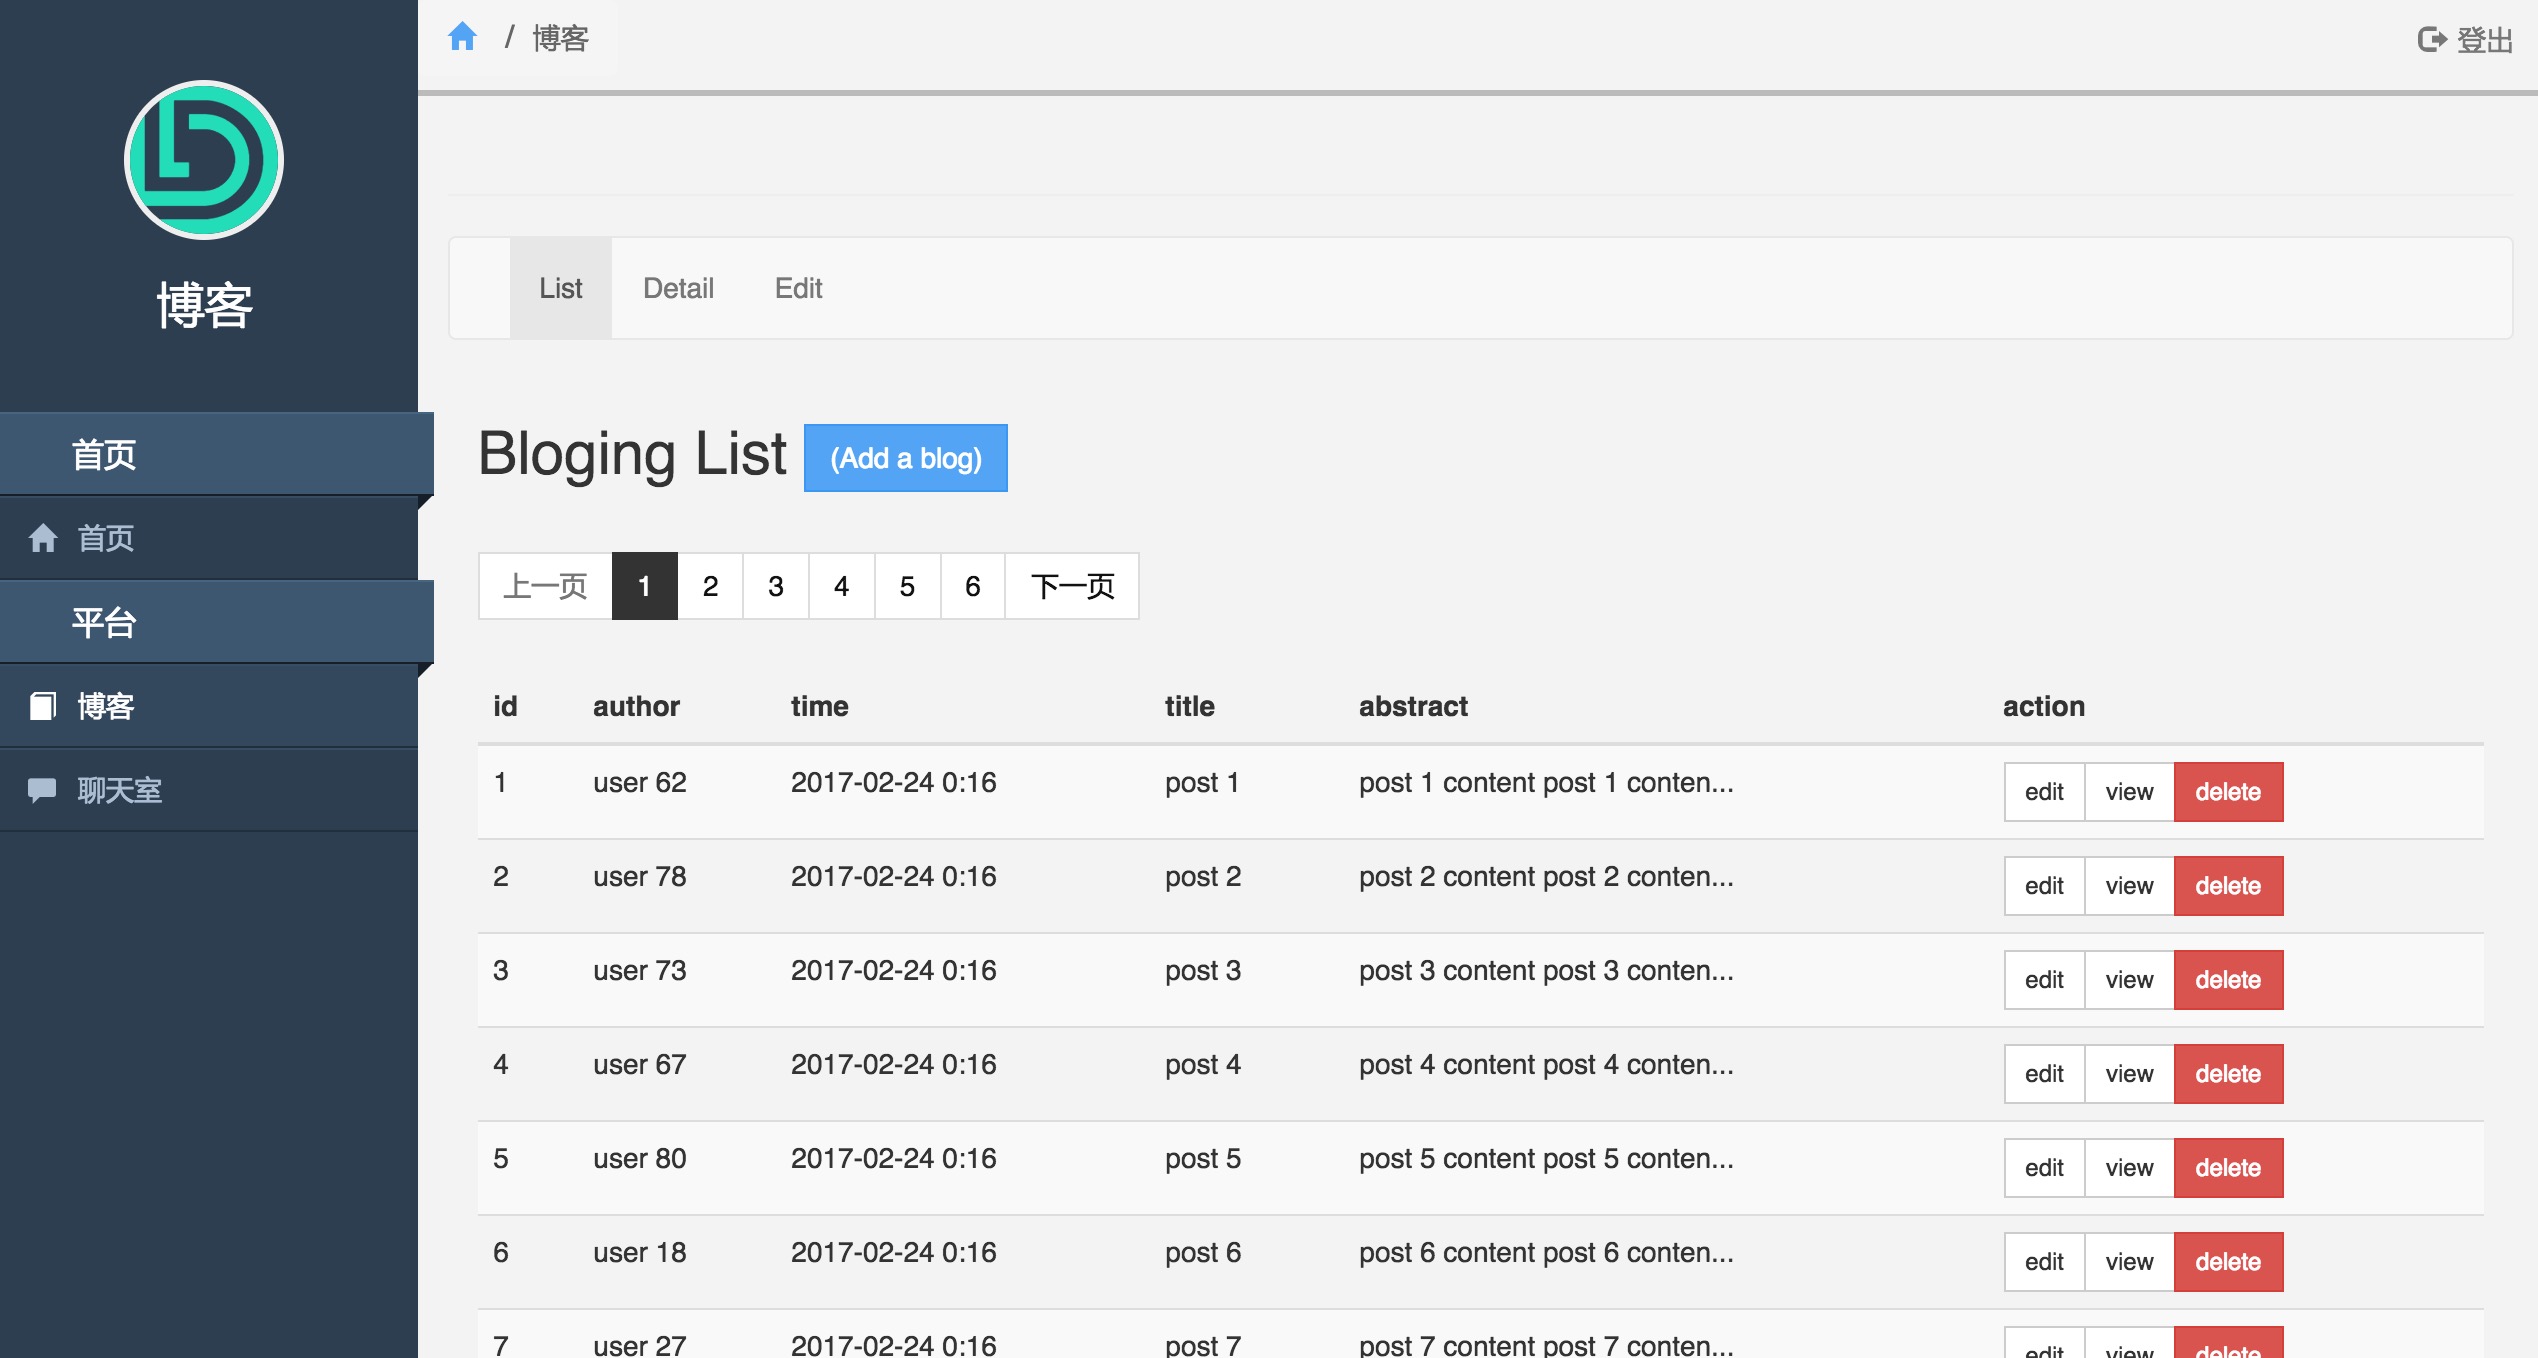 / 博客
登出
博客
首页
首页
平台
博客
聊天室
List Detail Edit
Bloging List (Add a blog)
上一页 1 2 3 4 5 6 下一页
id author time title abstract action
1 user 62 2017-02-24 0:16 post 1 post 1 content post 1 conten... edit view delete
2 user 78 2017-02-24 0:16 post 2 post 2 content post 2 conten... edit view delete
3 user 73 2017-02-24 0:16 post 3 post 3 content post 3 conten... edit view delete
4 user 67 2017-02-24 0:16 post 4 post 4 content post 4 conten... edit view delete
5 user 80 2017-02-24 0:16 post 5 post 5 content post 5 conten... edit view delete
6 user 18 2017-02-24 0:16 post 6 post 6 content post 6 conten... edit view delete
7 user 27 2017-02-24 0:16 post 7 post 7 content post 7 conten... edit view delete